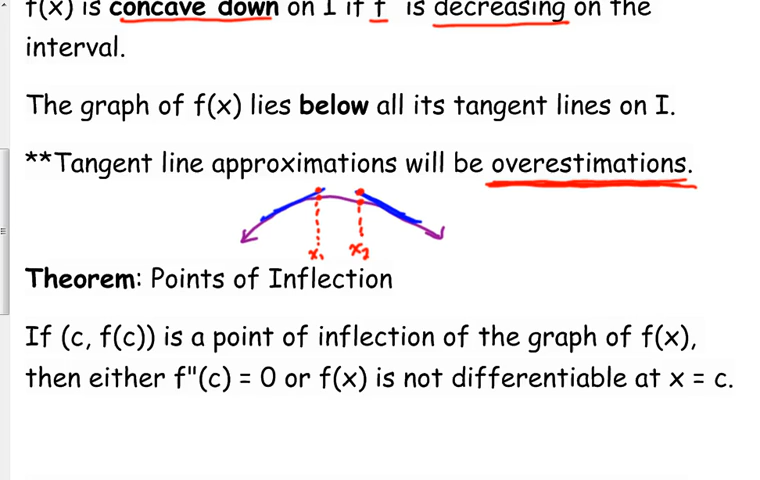 f(x) is concave down on I if f is decreasing on the
interval.
The graph of f(x) lies below all its tangent lines on I.
**Tangent line approximations will be overestimations.
x₁ x₂
Theorem: Points of Inflection
If (c, f(c)) is a point of inflection of the graph of f(x),
then either f"(c) = 0 or f(x) is not differentiable at x = c.